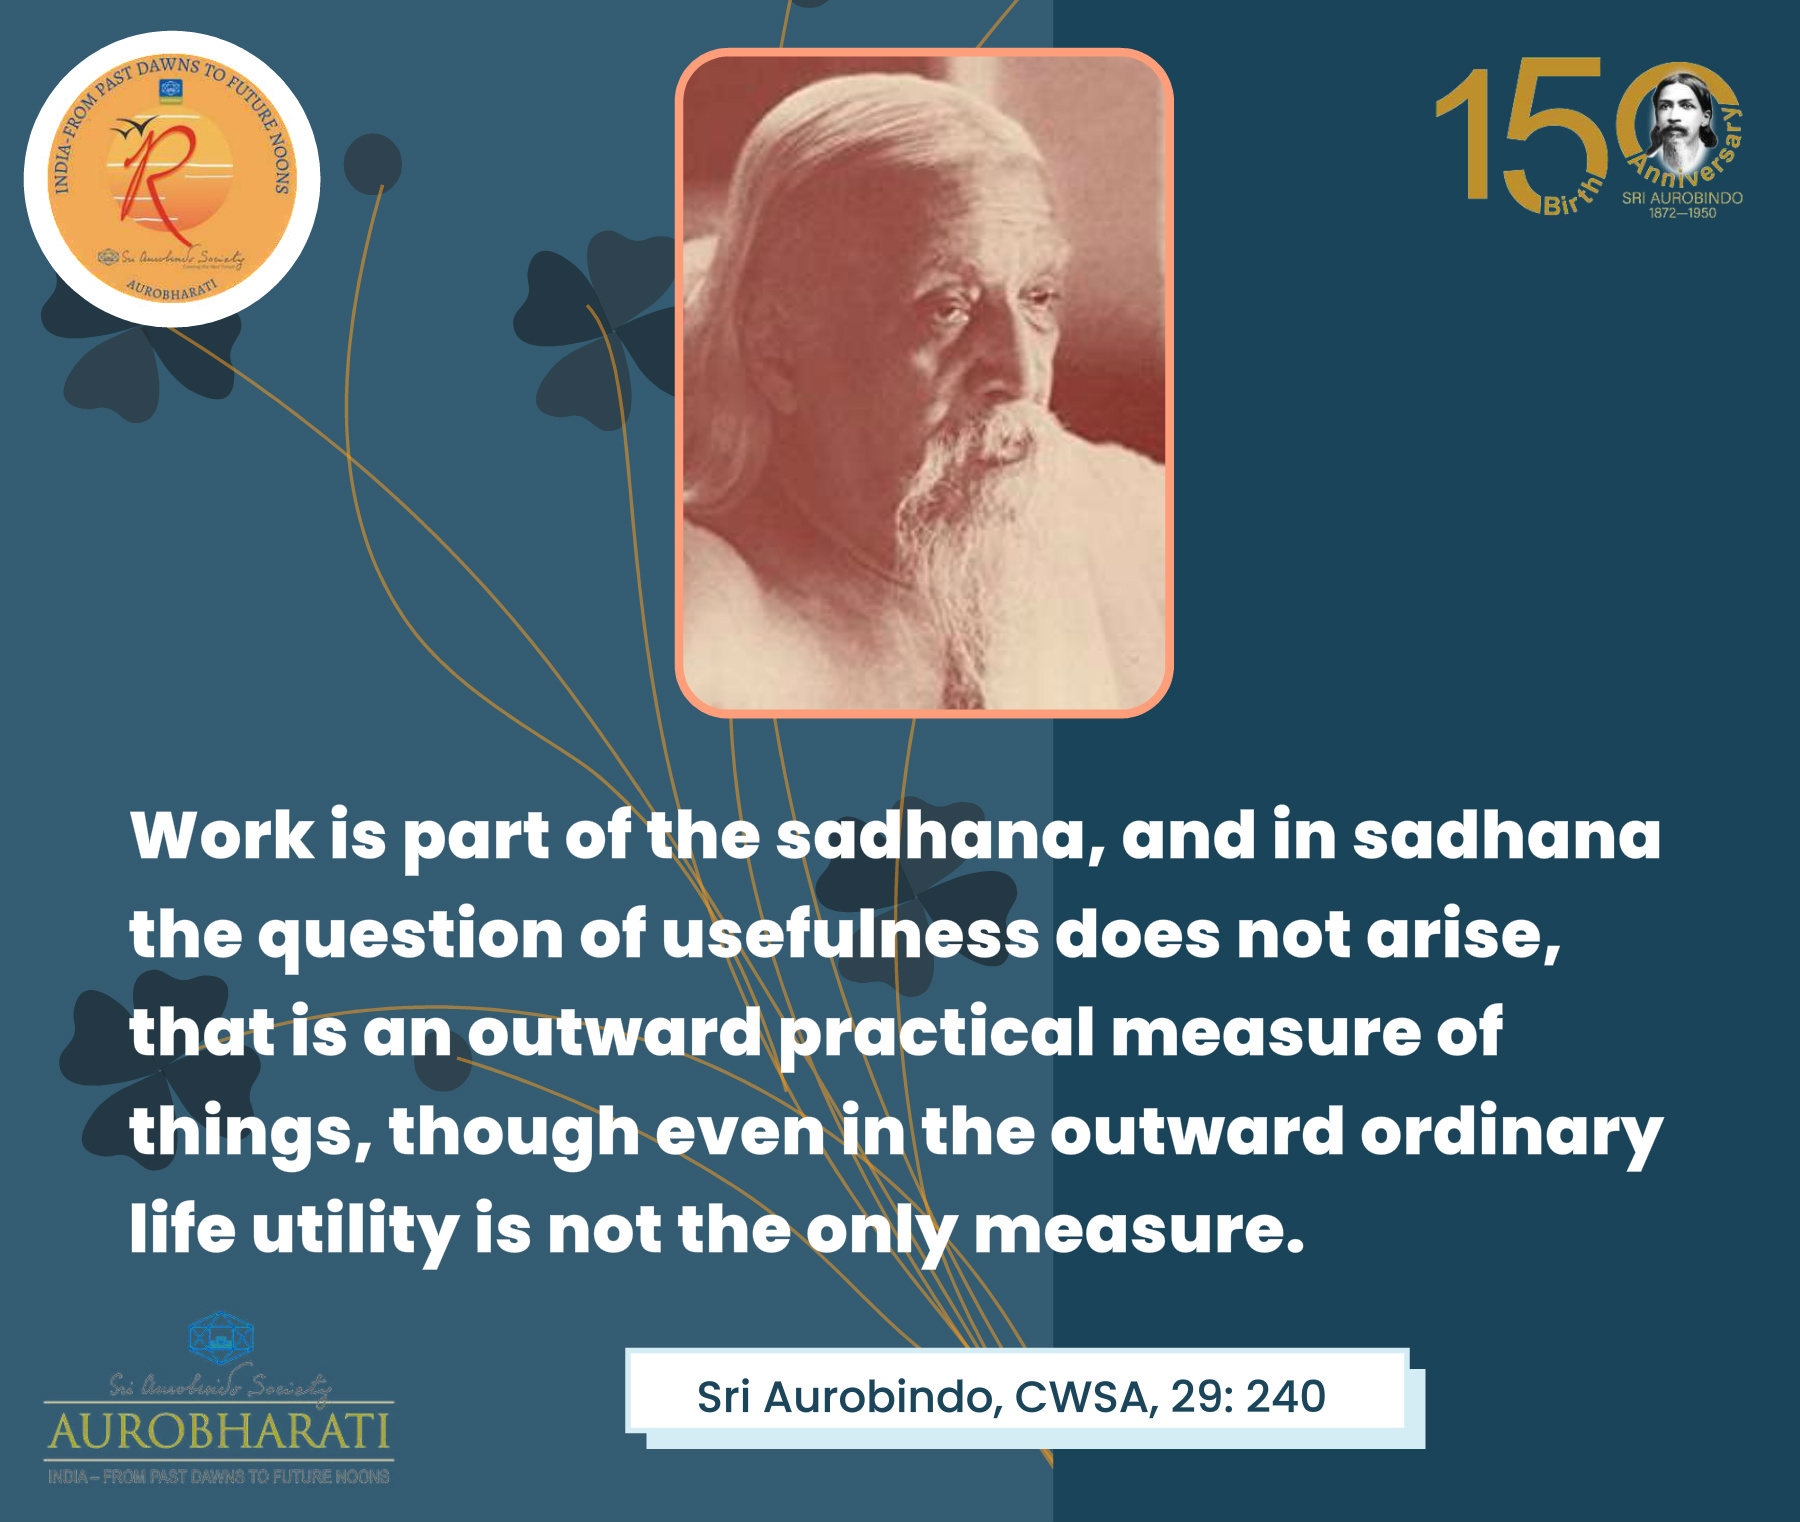 INDIA-FROM PAST DAWNS TO FUTURE NOONS
R
Sri Aurobindo Society
AUROBHARATI
150
Birth Anniversary
SRI AUROBINDO
1872—1950
Work is part of the sadhana, and in sadhana
the question of usefulness does not arise,
that is an outward practical measure of
things, though even in the outward ordinary
life utility is not the only measure.
Sri Aurobindo Society
AUROBHARATI
INDIA – FROM PAST DAWNS TO FUTURE NOONS
Sri Aurobindo, CWSA, 29: 240